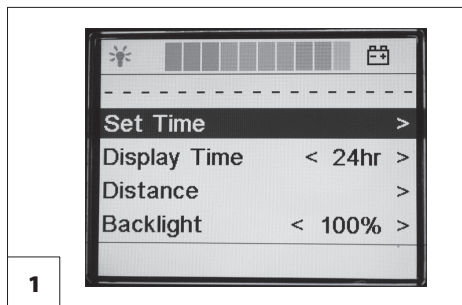 Set Time >
Display Time < 24hr >
Distance >
Backlight < 100% >
1